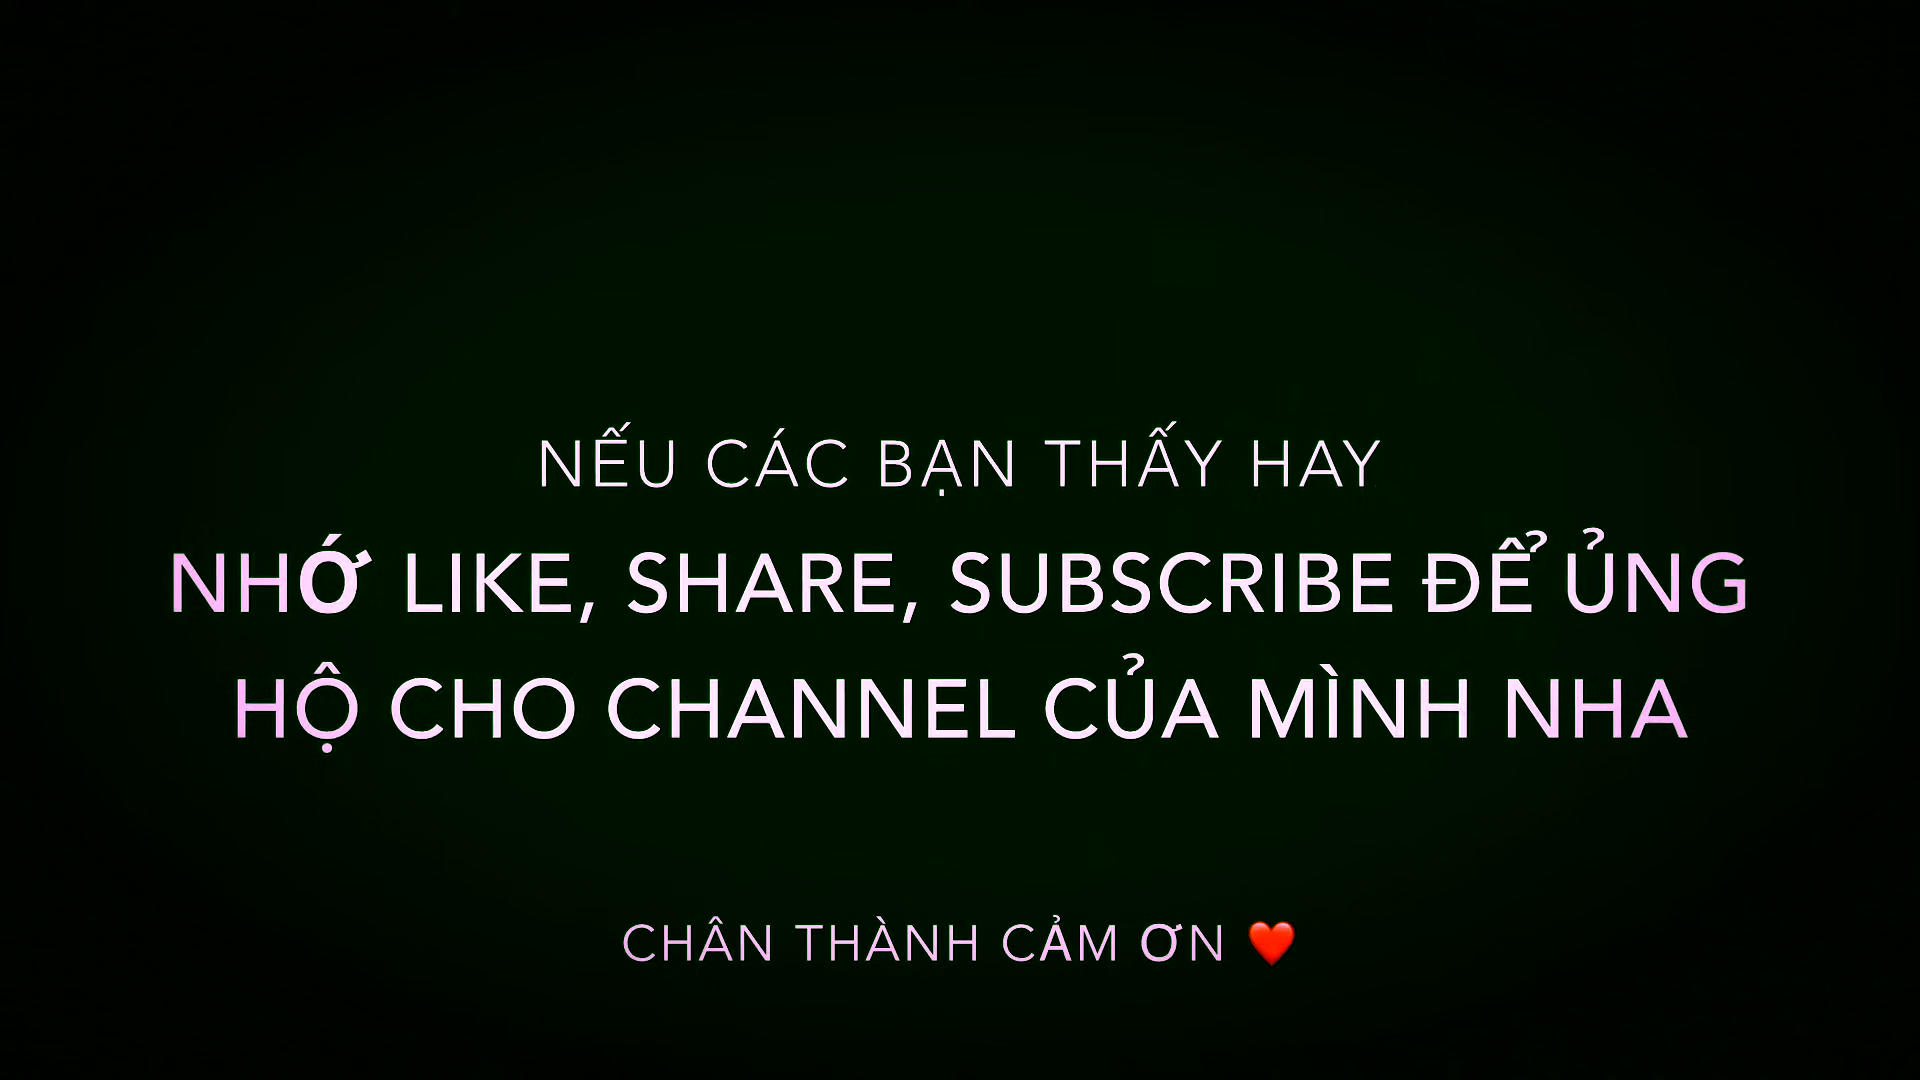 NẾU CÁC BẠN THẤY HAY
NHỚ LIKE, SHARE, SUBSCRIBE ĐỂ ỦNG
HỘ CHO CHANNEL CỦA MÌNH NHA
CHÂN THÀNH CẢM ƠN ❤️